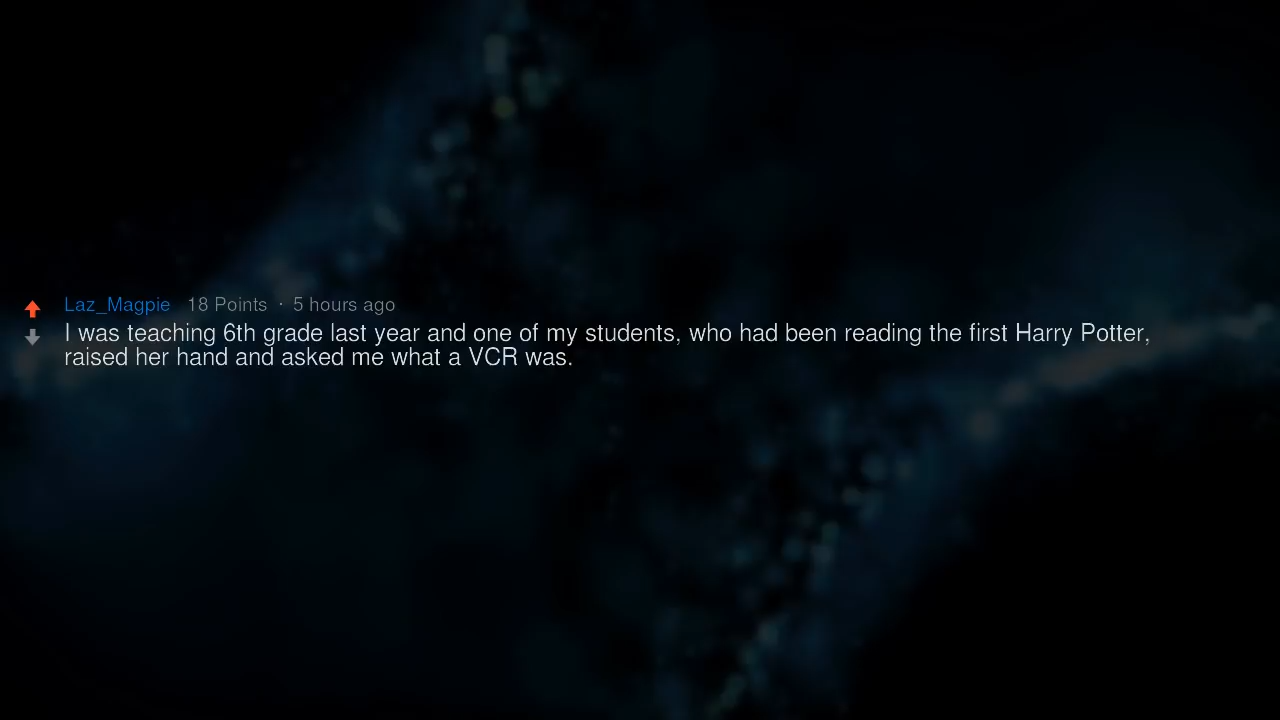 Laz_Magpie 18 Points · 5 hours ago
I was teaching 6th grade last year and one of my students, who had been reading the first Harry Potter,
raised her hand and asked me what a VCR was.